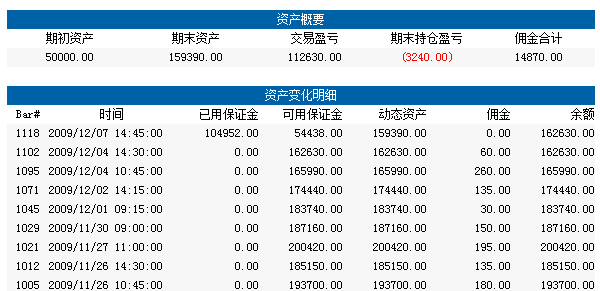 资产概要
期初资产 期末资产 交易盈亏 期末持仓盈亏 佣金合计
50000.00 159390.00 112630.00 (3240.00) 14870.00
资产变化明细
Bar# 时间 已用保证金 可用保证金 动态资产 佣金 余额
1118 2009/12/07 14:45:00 104952.00 54438.00 159390.00 0.00 162630.00
1102 2009/12/04 14:30:00 0.00 162630.00 162630.00 60.00 162630.00
1095 2009/12/04 10:45:00 0.00 165990.00 165990.00 260.00 165990.00
1071 2009/12/02 14:15:00 0.00 174440.00 174440.00 135.00 174440.00
1045 2009/12/01 09:15:00 0.00 183740.00 183740.00 30.00 183740.00
1029 2009/11/30 09:00:00 0.00 187160.00 187160.00 150.00 187160.00
1021 2009/11/27 11:00:00 0.00 200420.00 200420.00 195.00 200420.00
1012 2009/11/26 14:30:00 0.00 185150.00 185150.00 135.00 185150.00
1005 2009/11/26 10:45:00 0.00 193700.00 193700.00 180.00 193700.00